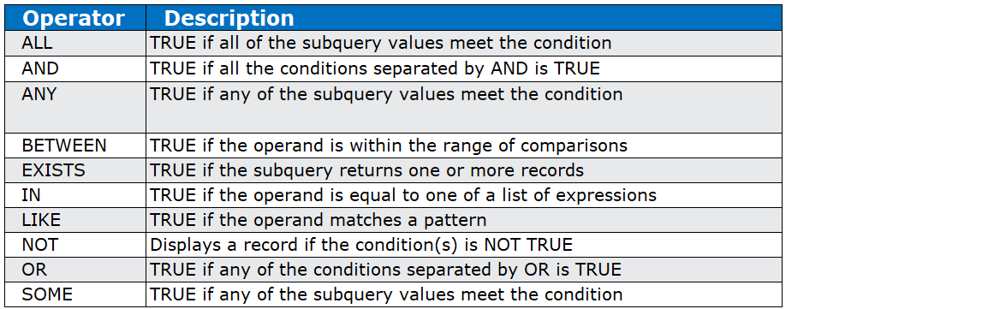 Operator Description
ALL TRUE if all of the subquery values meet the condition
AND TRUE if all the conditions separated by AND is TRUE
ANY TRUE if any of the subquery values meet the condition
BETWEEN TRUE if the operand is within the range of comparisons
EXISTS TRUE if the subquery returns one or more records
IN TRUE if the operand is equal to one of a list of expressions
LIKE TRUE if the operand matches a pattern
NOT Displays a record if the condition(s) is NOT TRUE
OR TRUE if any of the conditions separated by OR is TRUE
SOME TRUE if any of the subquery values meet the condition